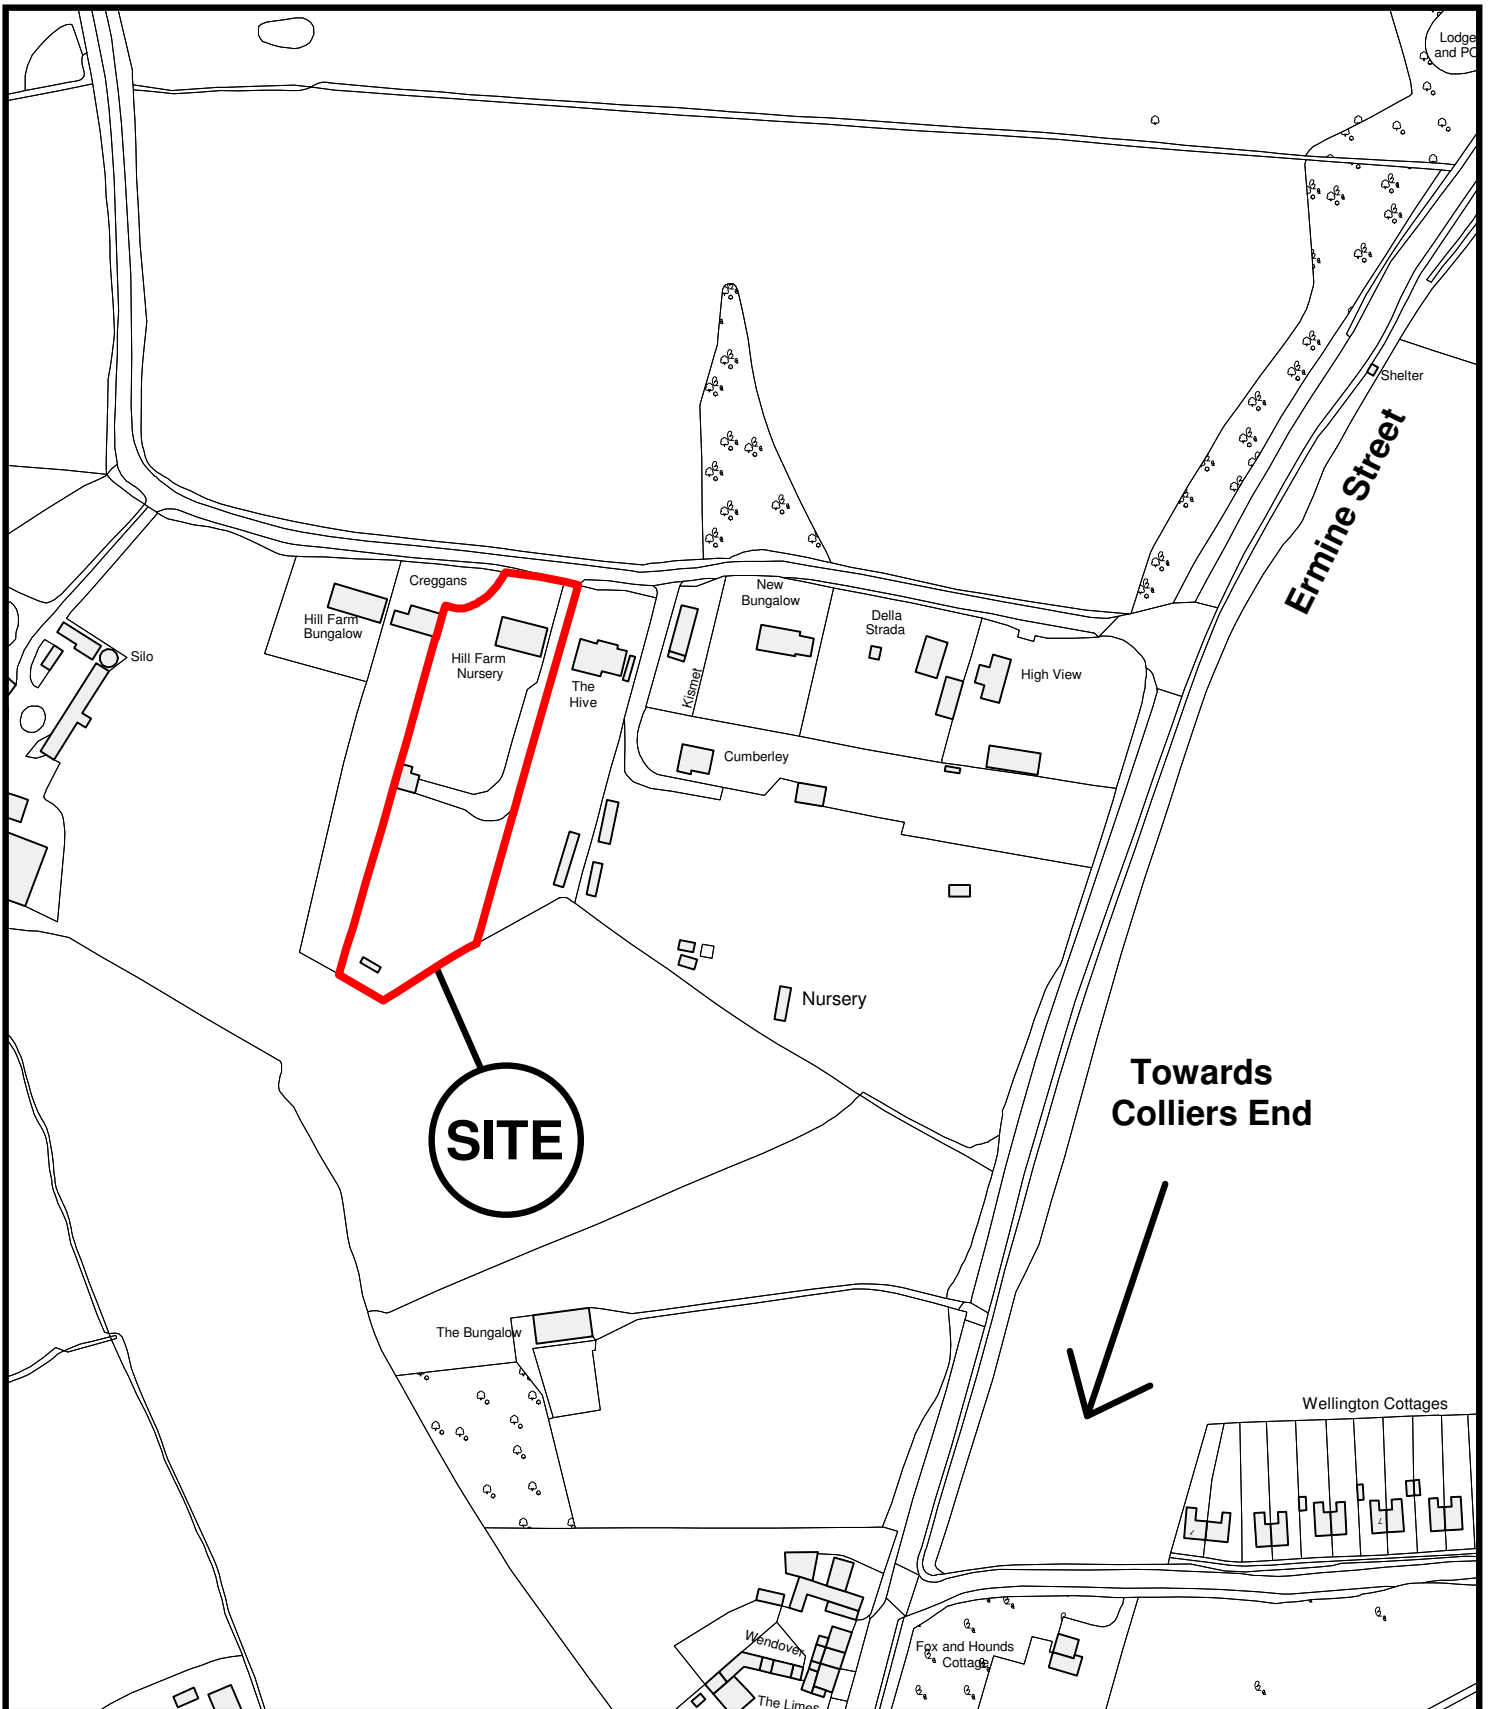 Lodge
Shelter
Ermine Street
Creggans
Hill Farm
Bungalow
Hill Farm
Nursery
The
Hive
Kismet
New
Bungalow
Della
Strada
High View
Silo
Cumberley
Nursery
SITE
Towards
Colliers End
The Bungalow
Wellington Cottages
Wendover
Fox and Hounds
Cottage
The Limes